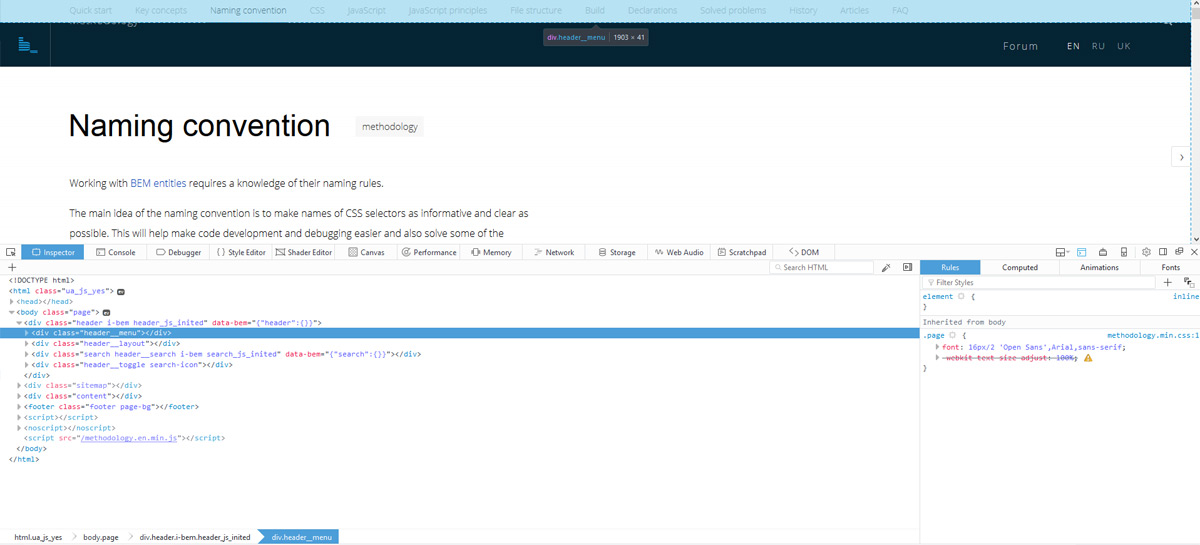 Quick start Key concepts Naming convention CSS JavaScript JavaScript principles File structure Build Declarations Solved problems History Articles FAQ
div.header__menu | 1903 × 41
Forum EN RU UK
Naming convention methodology
Working with BEM entities requires a knowledge of their naming rules.
The main idea of the naming convention is to make names of CSS selectors as informative and clear as
possible. This will help make code development and debugging easier and also solve some of the
Inspector Console Debugger {} Style Editor Shader Editor Canvas Performance Memory Network Storage Web Audio Scratchpad DOM
+ Search HTML Rules Computed Animations Fonts
Filter Styles +
<!DOCTYPE html>
<html class="ua_js_yes"> ev
<head></head>
<body class="page"> ev
<div class="header i-bem header_js_inited" data-bem="{"header":{}}">
<div class="header__menu"></div>
<div class="header__layout"></div>
<div class="search header__search i-bem search_js_inited" data-bem="{"search":{}}"></div>
<div class="header__toggle search-icon"></div>
</div>
<div class="sitemap"></div>
<div class="content"></div>
<footer class="footer page-bg"></footer>
<script></script>
<noscript></noscript>
<script src="/methodology.en.min.js"></script>
</body>
</html>
element { inline
}
Inherited from body
.page { methodology.min.css:1
font: 16px/2 'Open Sans',Arial,sans-serif;
-webkit-text-size-adjust: 100%;
}
html.ua_js_yes body.page div.header.i-bem.header_js_inited div.header__menu